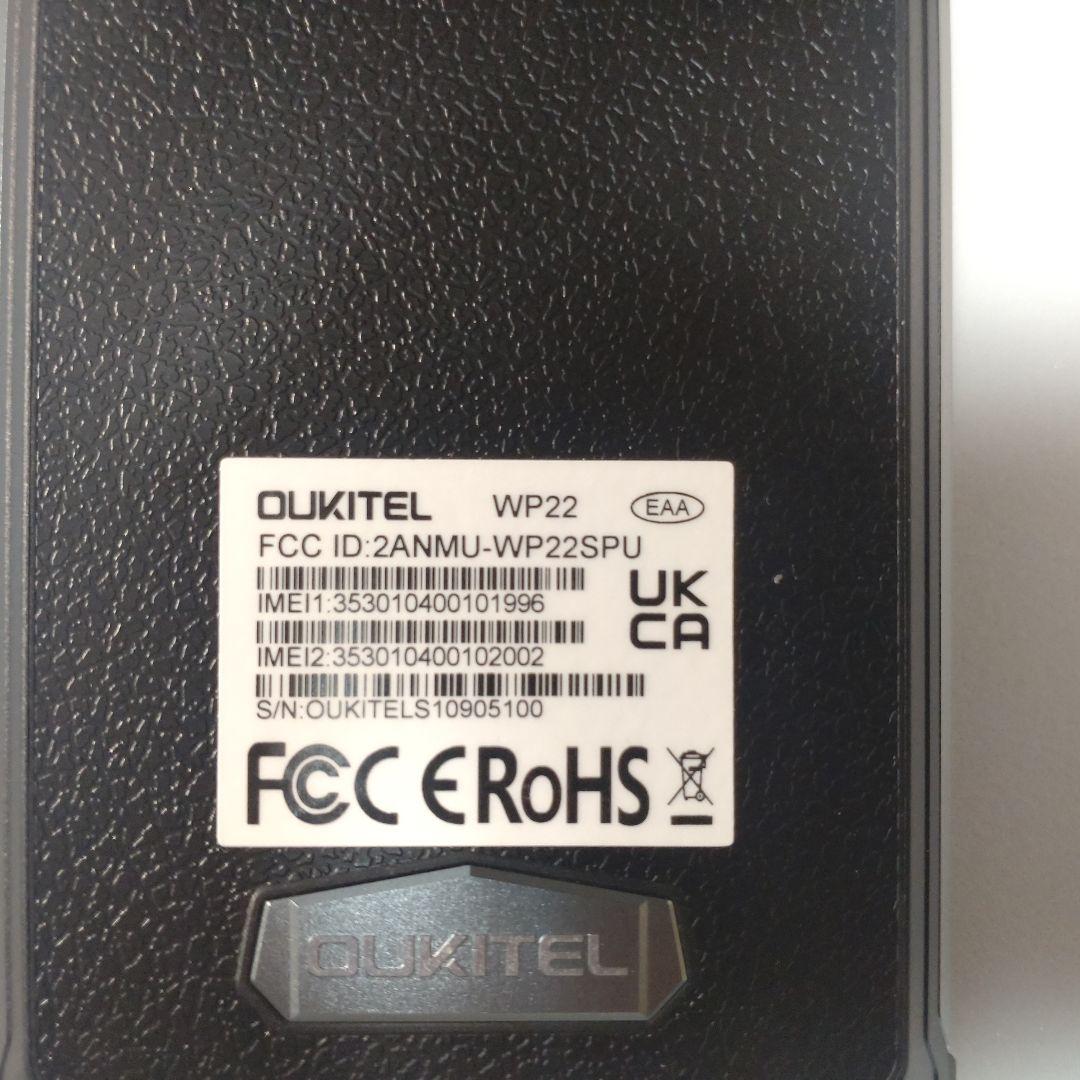 OUKITEL WP22 EAA
FCC ID:2ANMU-WP22SPU
IMEI1:353010400101996
UK
CA
IMEI2:353010400102002
S/N:OUKITELS10905100
FCC CE RoHS
OUKITEL